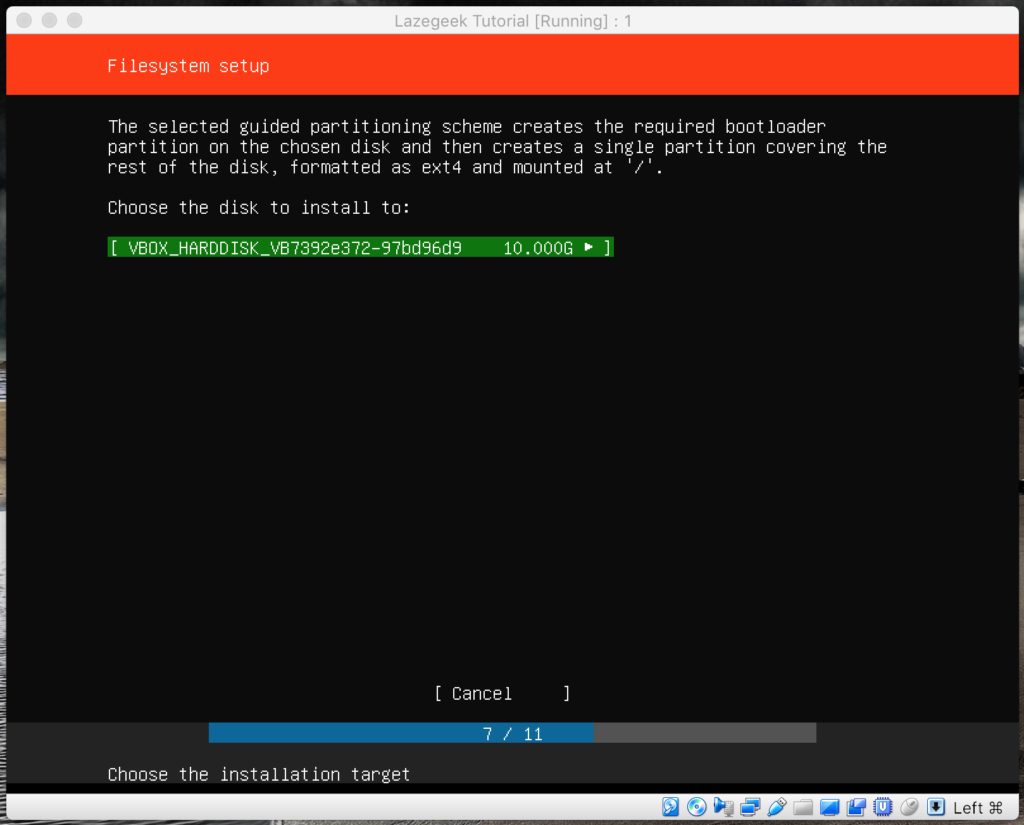 Lazegeek Tutorial [Running] : 1
Filesystem setup
The selected guided partitioning scheme creates the required bootloader
partition on the chosen disk and then creates a single partition covering the
rest of the disk, formatted as ext4 and mounted at '/'.
Choose the disk to install to:
[ VBOX_HARDDISK_VB7392e372-97bd96d9 10.000G ▸ ]
[ Cancel ]
7 / 11
Choose the installation target
Left ⌘